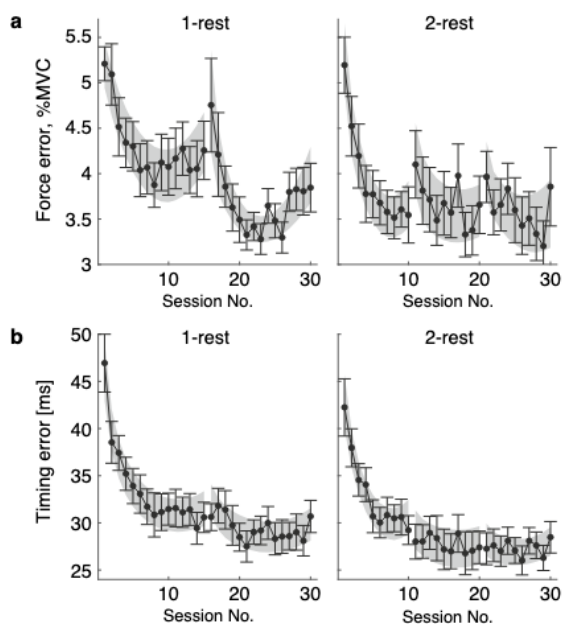 a
1-rest
2-rest
Force error, %MVC
5.5
5
4.5
4
3.5
3
10
20
30
10
20
30
Session No.
Session No.
b
1-rest
2-rest
Timing error [ms]
50
45
40
35
30
25
10
20
30
10
20
30
Session No.
Session No.